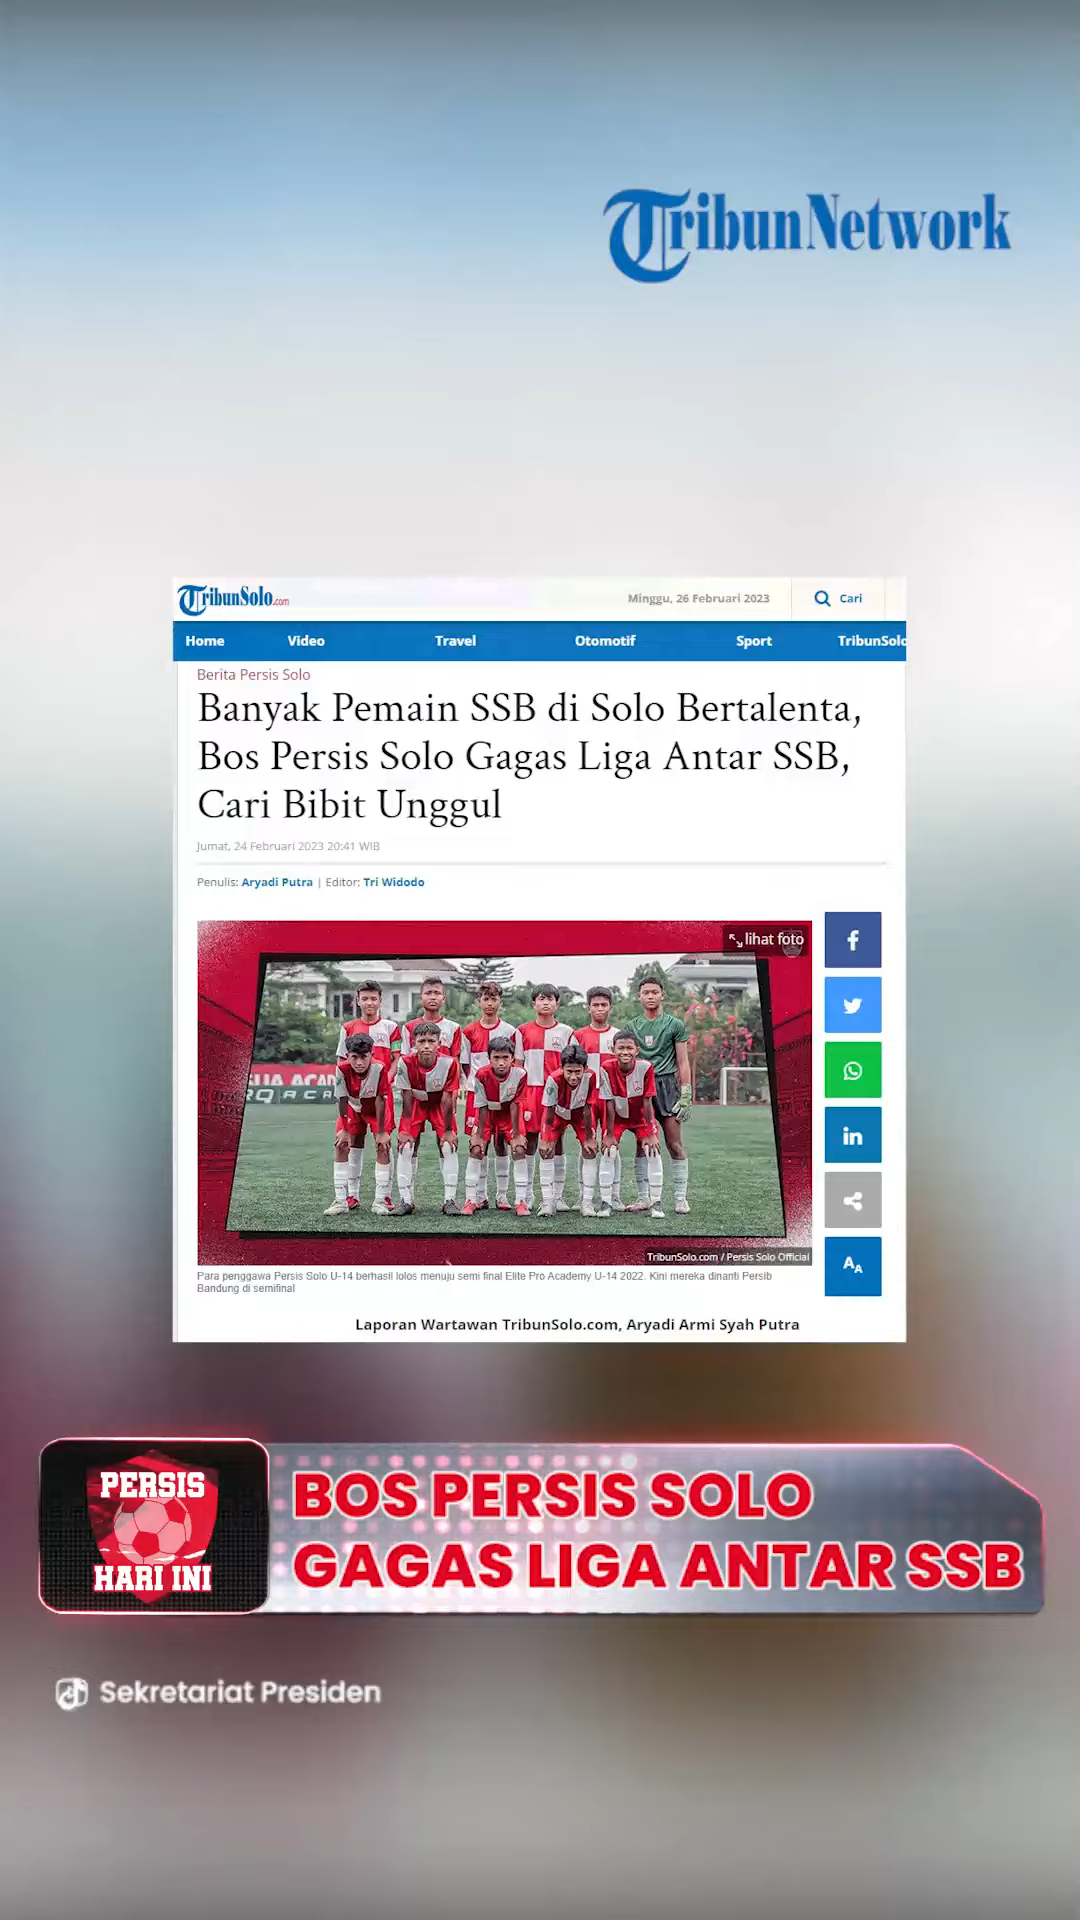 TribunNetwork
TribunSolo.com
Minggu, 26 Februari 2023
Cari
Home Video Travel Otomotif Sport TribunSolo
Berita Persis Solo
Banyak Pemain SSB di Solo Bertalenta,
Bos Persis Solo Gagas Liga Antar SSB,
Cari Bibit Unggul
Jumat, 24 Februari 2023 20:41 WIB
Penulis: Aryadi Putra | Editor: Tri Widodo
lihat foto
TribunSolo.com / Persis Solo Official
Para penggawa Persis Solo U-14 berhasil lolos menuju semi final Elite Pro Academy U-14 2022. Kini mereka dinanti Persib
Bandung di semifinal
Laporan Wartawan TribunSolo.com, Aryadi Armi Syah Putra
PERSIS
HARI INI
BOS PERSIS SOLO
GAGAS LIGA ANTAR SSB
Sekretariat Presiden